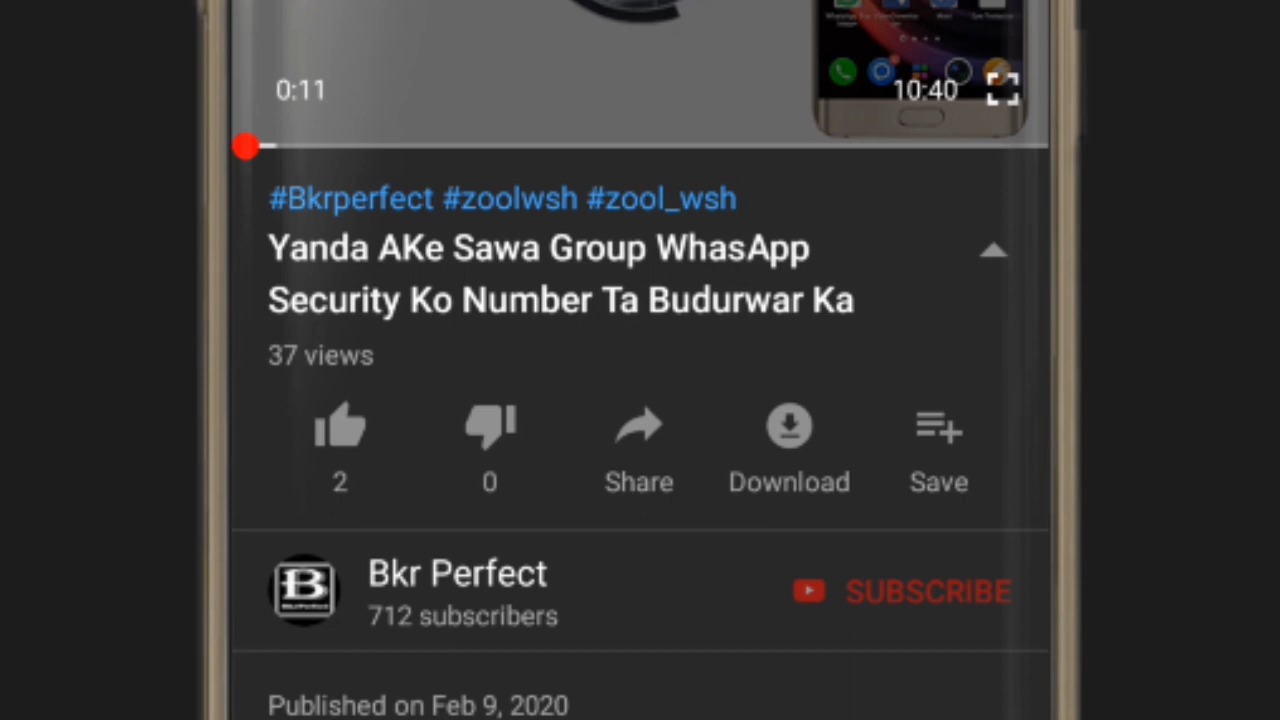 0:11
10:40
#Bkrperfect #zoolwsh #zool_wsh
Yanda AKe Sawa Group WhasApp
Security Ko Number Ta Budurwar Ka
37 views
2
0
Share
Download
Save
B
Bkr Perfect
712 subscribers
SUBSCRIBE
Published on Feb 9, 2020